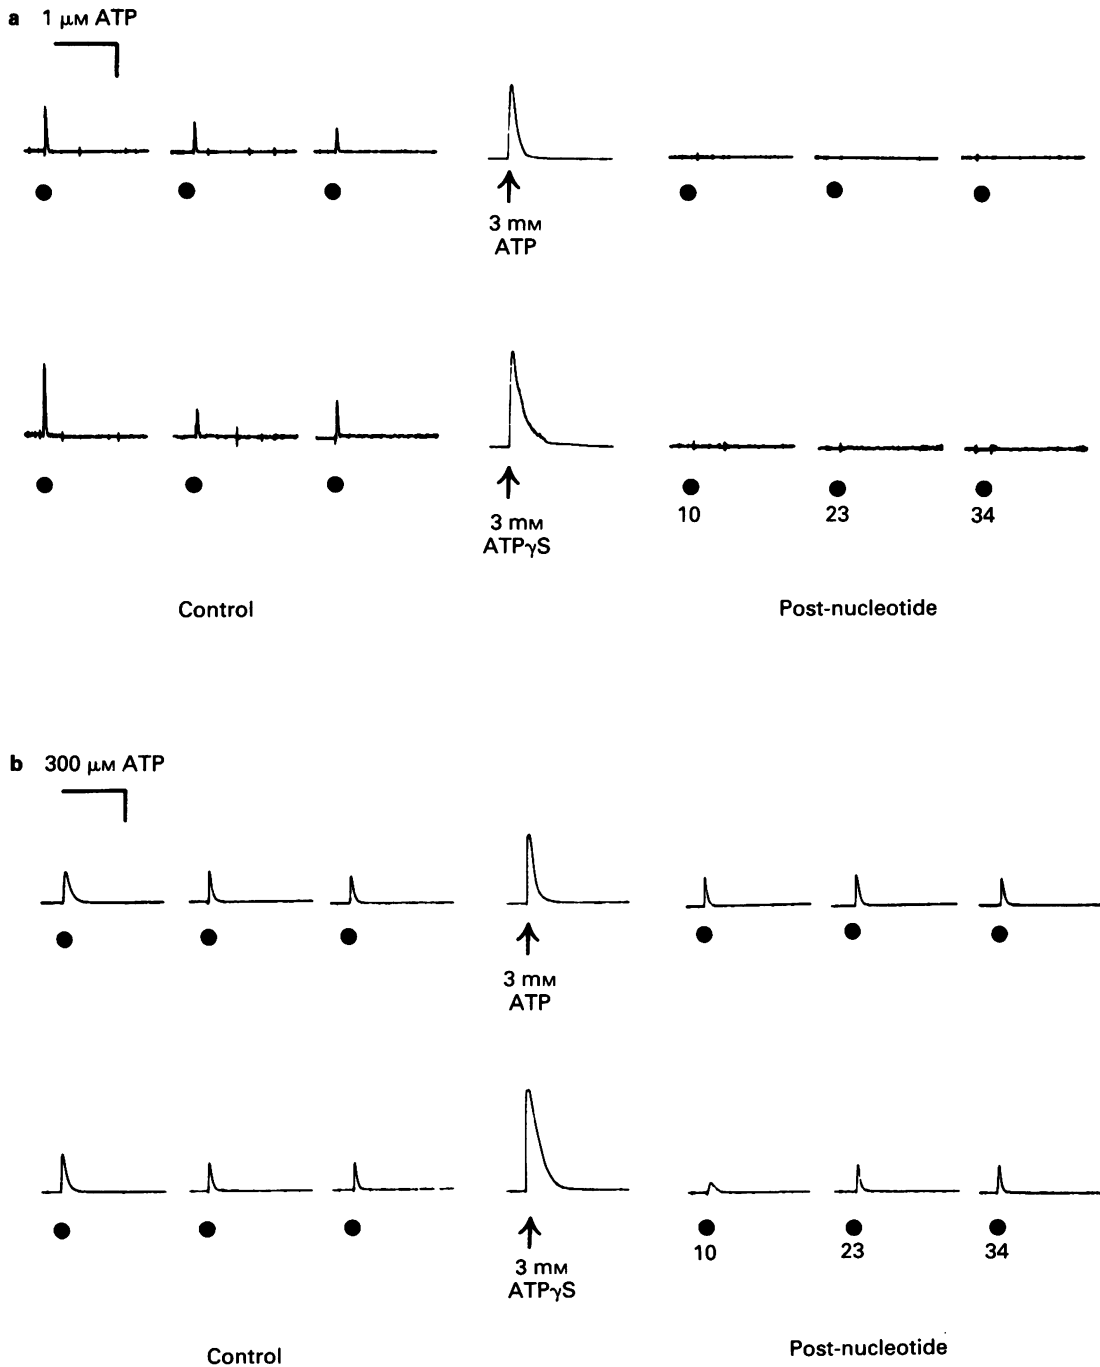 a 1 μM ATP
3 mM
ATP
3 mM
ATPγS
10 23 34
Control Post-nucleotide
b 300 μM ATP
3 mM
ATP
3 mM
ATPγS
10 23 34
Control Post-nucleotide